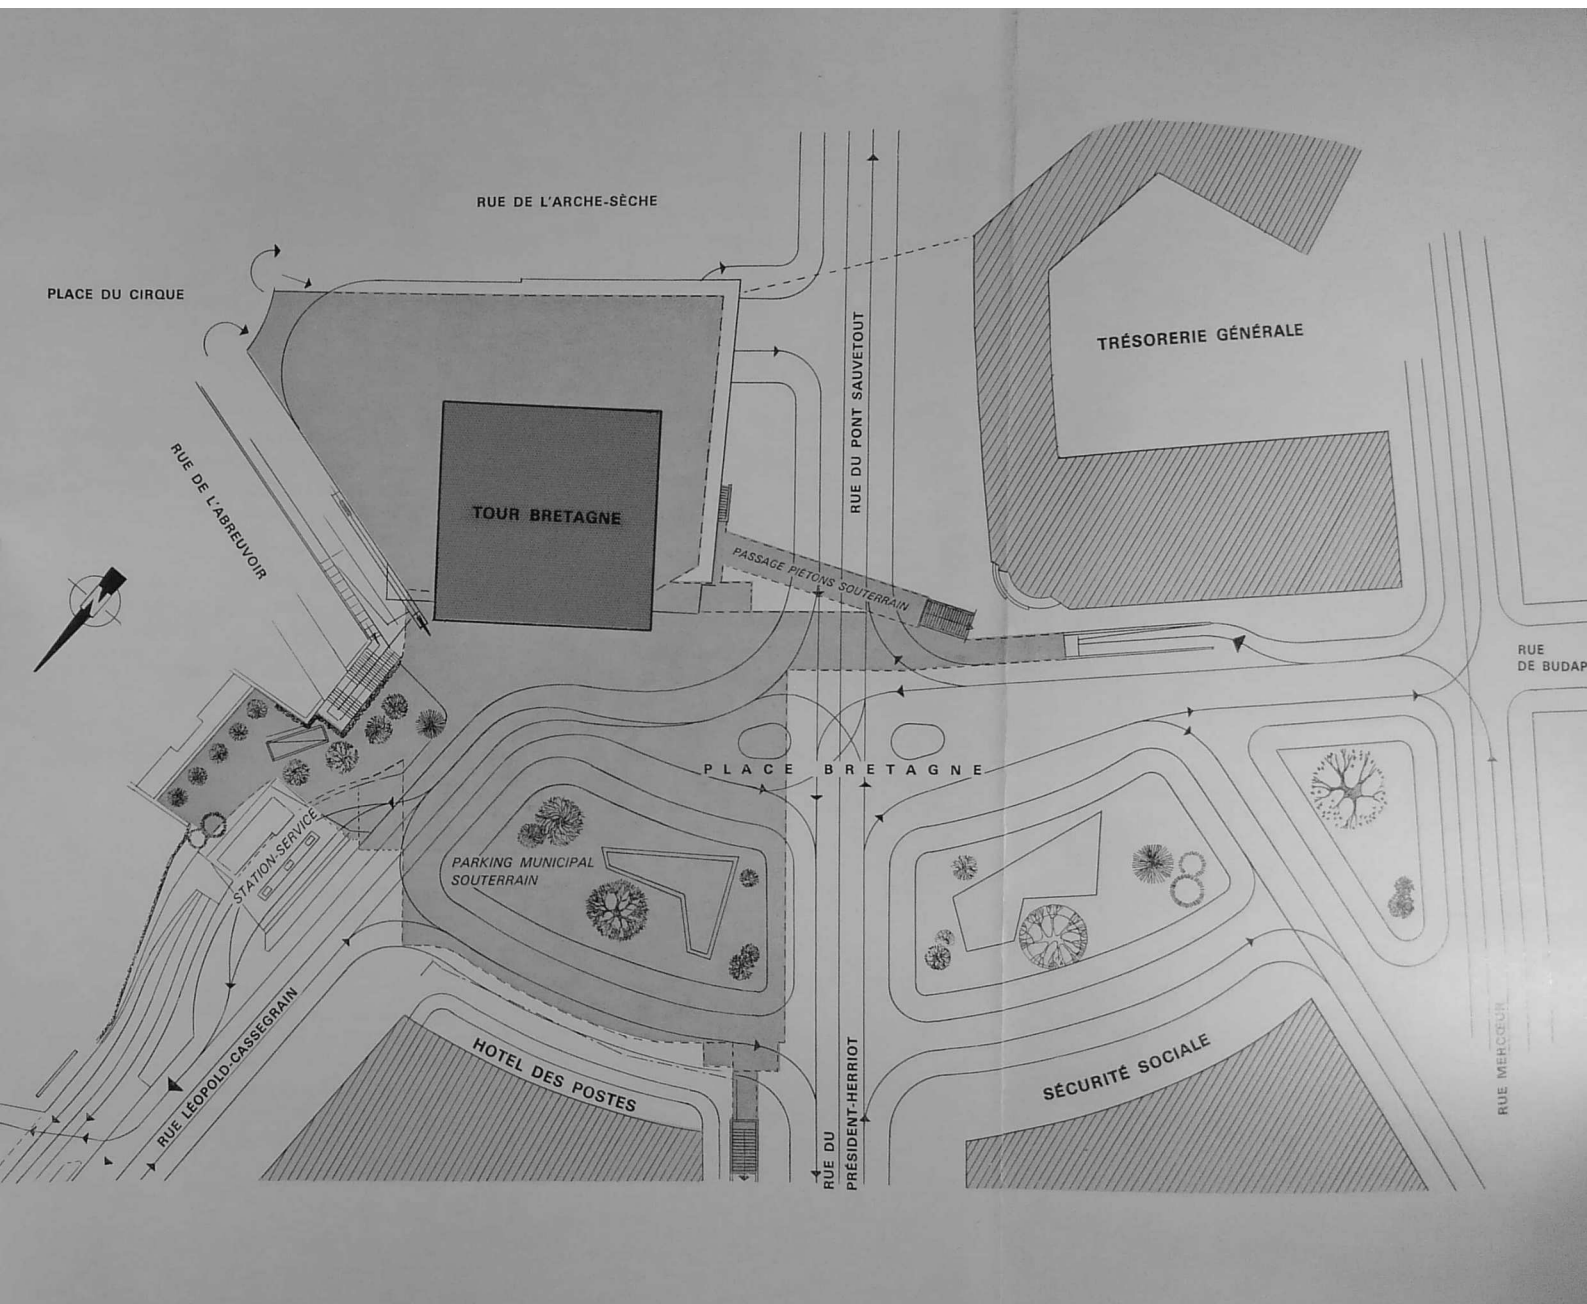 RUE DE L'ARCHE-SÈCHE
PLACE DU CIRQUE
TRÉSORERIE GÉNÉRALE
RUE DU PONT SAUVETOUT
RUE DE L'ABREUVOIR
TOUR BRETAGNE
PASSAGE PIÉTONS SOUTERRAIN
N
RUE
DE BUDAP
PLACE BRETAGNE
STATION-SERVICE
PARKING MUNICIPAL
SOUTERRAIN
RUE LÉOPOLD-CASSEGRAIN
HOTEL DES POSTES
RUE DU
PRÉSIDENT-HERRIOT
SÉCURITÉ SOCIALE
RUE MERCŒUR